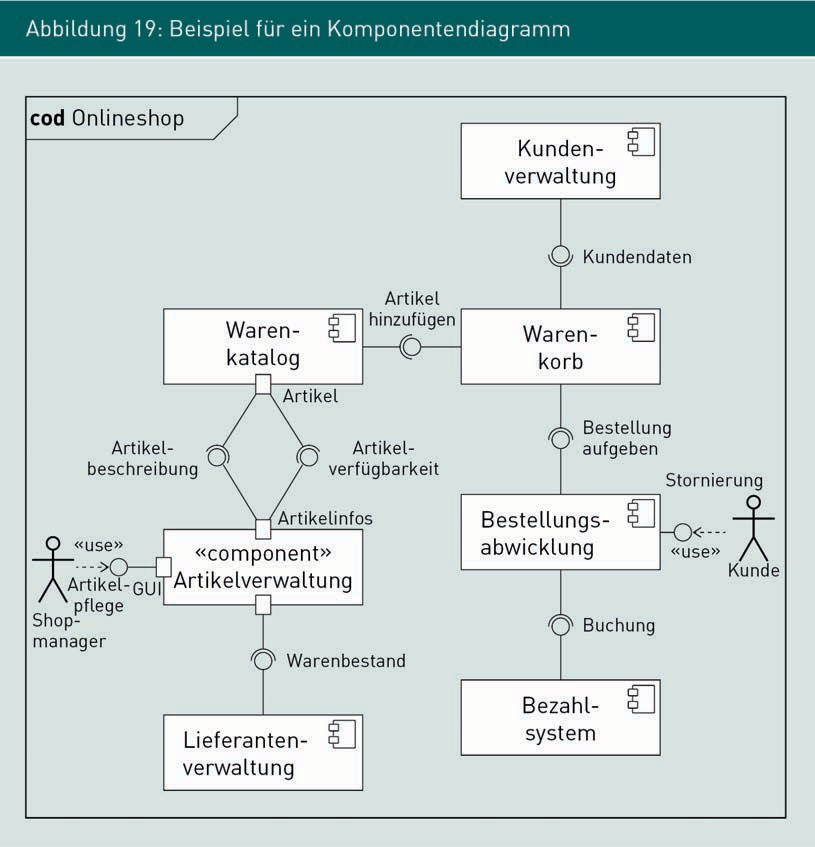 Abbildung 19: Beispiel für ein Komponentendiagramm
cod Onlineshop
Kunden-
verwaltung
Kundendaten
Artikel
hinzufügen
Waren-
katalog
Waren-
korb
Artikel
Artikel-
beschreibung
Artikel-
verfügbarkeit
Bestellung
aufgeben
Stornierung
Artikelinfos
Bestellungs-
abwicklung
«use»
Kunde
«use»
Artikel-
pflege
GUI
Shop-
manager
«component»
Artikelverwaltung
Buchung
Warenbestand
Bezahl-
system
Lieferanten-
verwaltung